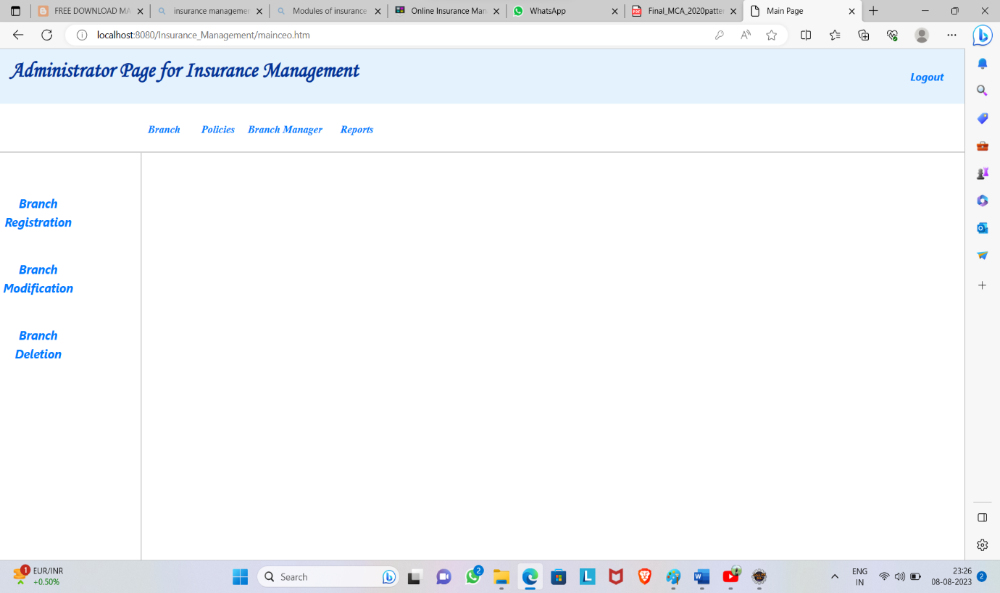 FREE DOWNLOAD MA
insurance managemen
Modules of insurance
Online Insurance Man
WhatsApp
Final_MCA_2020patter
Main Page
localhost:8080/Insurance_Management/mainceo.htm
Administrator Page for Insurance Management
Logout
Branch Policies Branch Manager Reports
Branch
Registration
Branch
Modification
Branch
Deletion
1 EUR/INR
+0.50%
Search
2
ENG
IN
23:26
08-08-2023
2